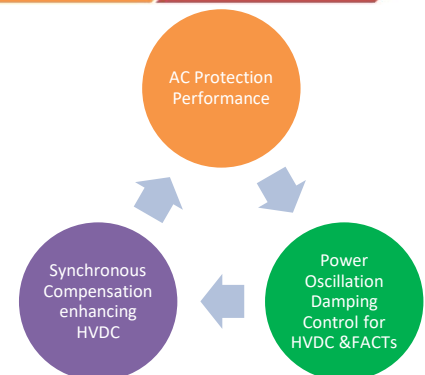 AC Protection
Performance
Synchronous
Compensation
enhancing
HVDC
Power
Oscillation
Damping
Control for
HVDC &FACTs